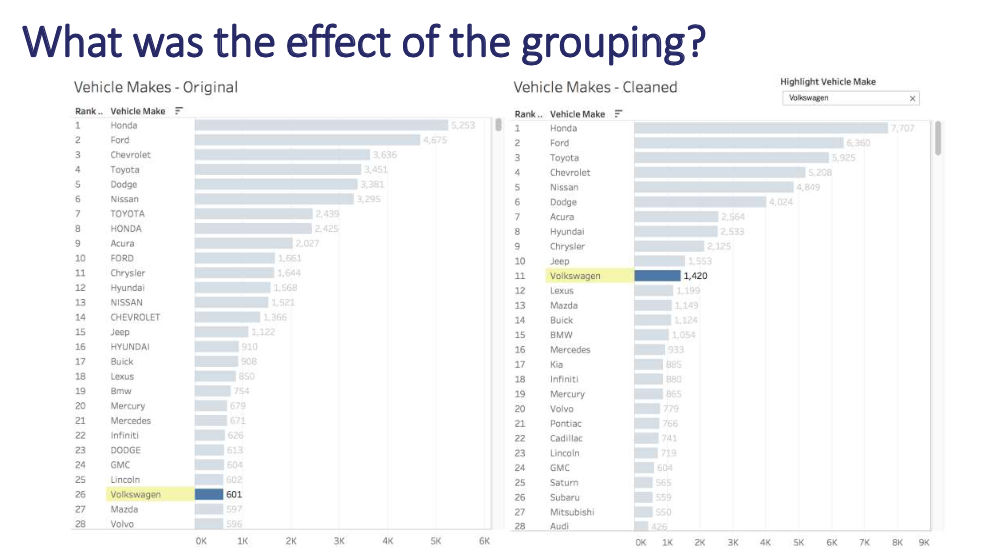 What was the effect of the grouping?
Vehicle Makes - Original
Rank .. Vehicle Make
1 Honda 5,253
2 Ford 4,675
3 Chevrolet 3,636
4 Toyota 3,451
5 Dodge 3,381
6 Nissan 3,295
7 TOYOTA 2,439
8 HONDA 2,425
9 Acura 2,027
10 FORD 1,661
11 Chrysler 1,644
12 Hyundai 1,568
13 NISSAN 1,521
14 CHEVROLET 1,366
15 Jeep 1,122
16 HYUNDAI 910
17 Buick 908
18 Lexus 850
19 Bmw 754
20 Mercury 679
21 Mercedes 671
22 Infiniti 626
23 DODGE 613
24 GMC 604
25 Lincoln 602
26 Volkswagen 601
27 Mazda 597
28 Volvo 596
0K 1K 2K 3K 4K 5K 6K
Vehicle Makes - Cleaned
Highlight Vehicle Make
Volkswagen ×
Rank .. Vehicle Make
1 Honda 7,707
2 Ford 6,360
3 Toyota 5,925
4 Chevrolet 5,208
5 Nissan 4,849
6 Dodge 4,024
7 Acura 2,564
8 Hyundai 2,533
9 Chrysler 2,125
10 Jeep 1,553
11 Volkswagen 1,420
12 Lexus 1,199
13 Mazda 1,149
14 Buick 1,124
15 BMW 1,054
16 Mercedes 933
17 Kia 885
18 Infiniti 880
19 Mercury 865
20 Volvo 779
21 Pontiac 766
22 Cadillac 741
23 Lincoln 719
24 GMC 604
25 Saturn 565
26 Subaru 559
27 Mitsubishi 550
28 Audi 426
0K 1K 2K 3K 4K 5K 6K 7K 8K 9K